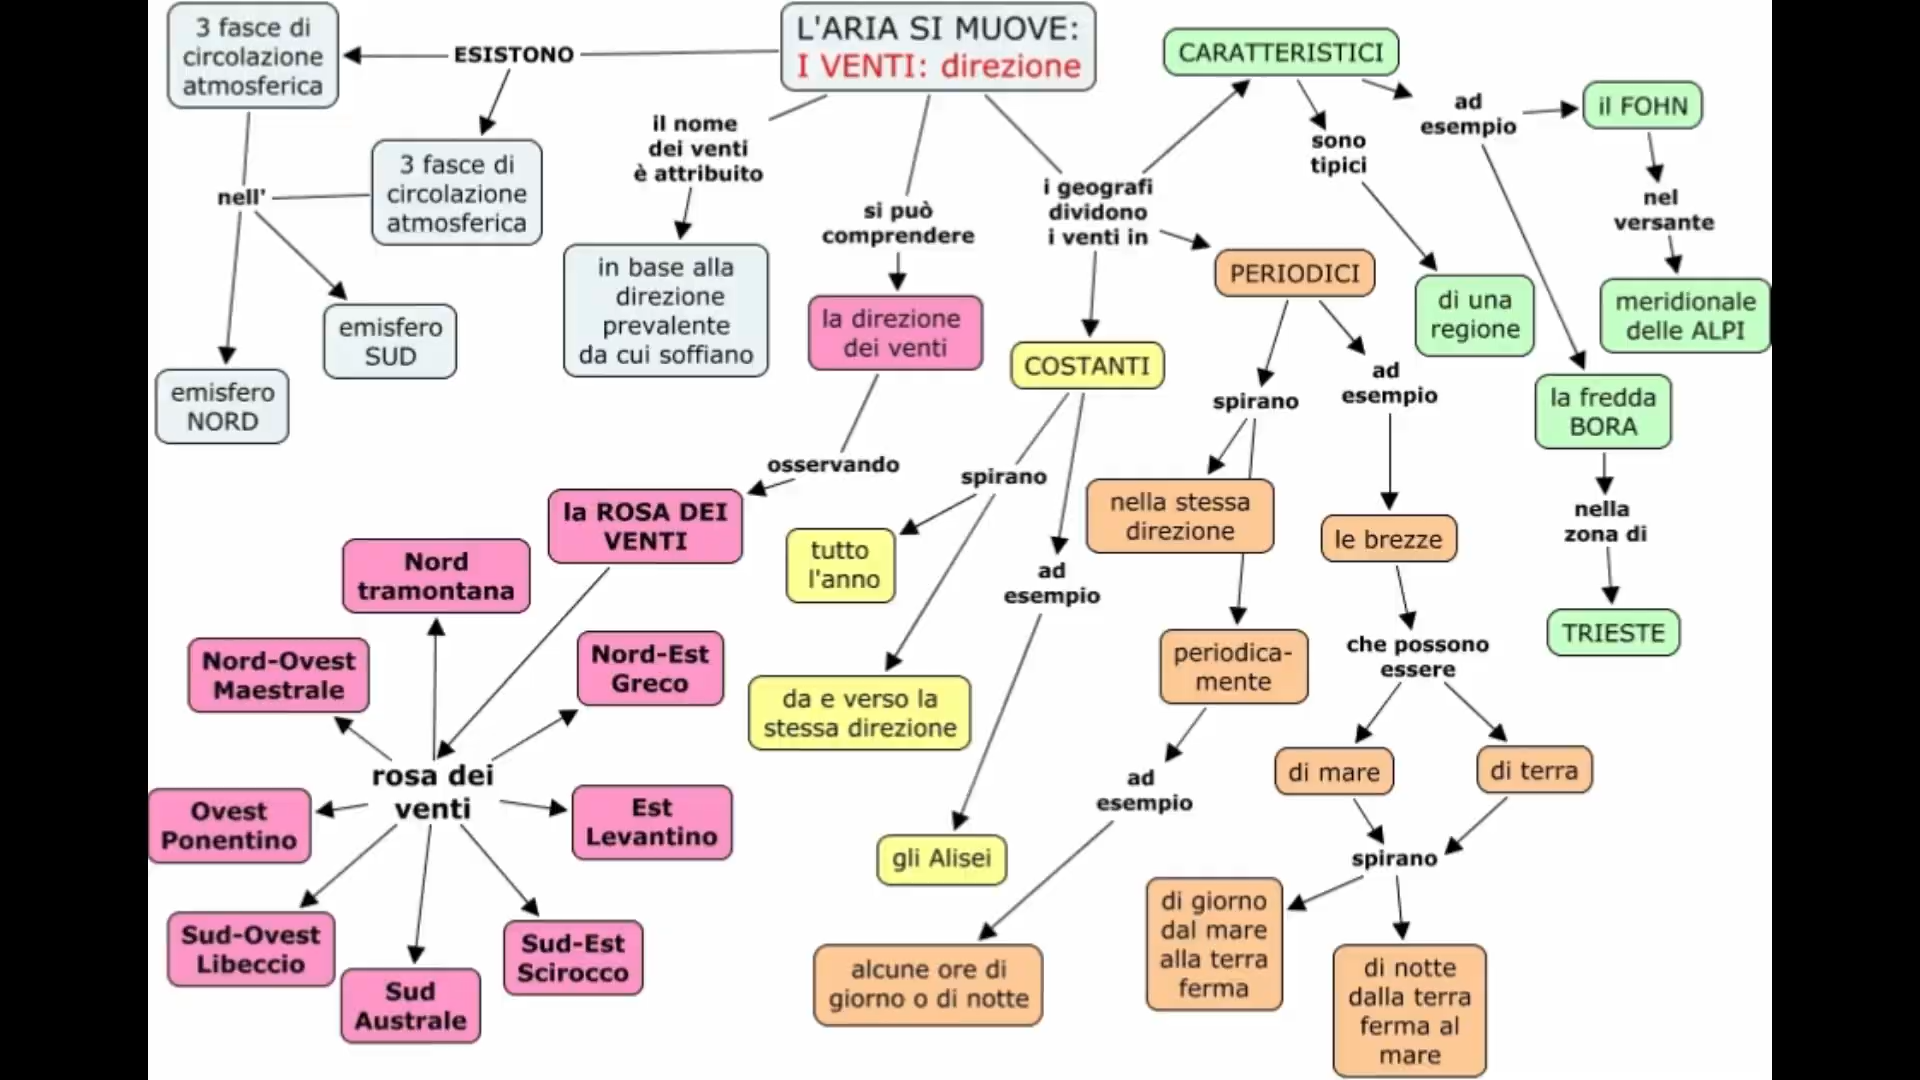 L'ARIA SI MUOVE:
I VENTI: direzione
ESISTONO
3 fasce di
circolazione
atmosferica
3 fasce di
circolazione
atmosferica
nell'
emisfero
SUD
emisfero
NORD
il nome
dei venti
è attribuito
in base alla
direzione
prevalente
da cui soffiano
si può
comprendere
la direzione
dei venti
osservando
la ROSA DEI
VENTI
rosa dei
venti
Nord
tramontana
Nord-Ovest
Maestrale
Nord-Est
Greco
Ovest
Ponentino
Est
Levantino
Sud-Ovest
Libeccio
Sud
Australe
Sud-Est
Scirocco
i geografi
dividono
i venti in
COSTANTI
spirano
tutto
l'anno
da e verso la
stessa direzione
ad
esempio
gli Alisei
PERIODICI
spirano
nella stessa
direzione
periodica-
mente
ad
esempio
alcune ore di
giorno o di notte
ad
esempio
le brezze
che possono
essere
di mare
di terra
spirano
di giorno
dal mare
alla terra
ferma
di notte
dalla terra
ferma al
mare
CARATTERISTICI
sono
tipici
di una
regione
ad
esempio
il FOHN
nel
versante
meridionale
delle ALPI
la fredda
BORA
nella
zona di
TRIESTE